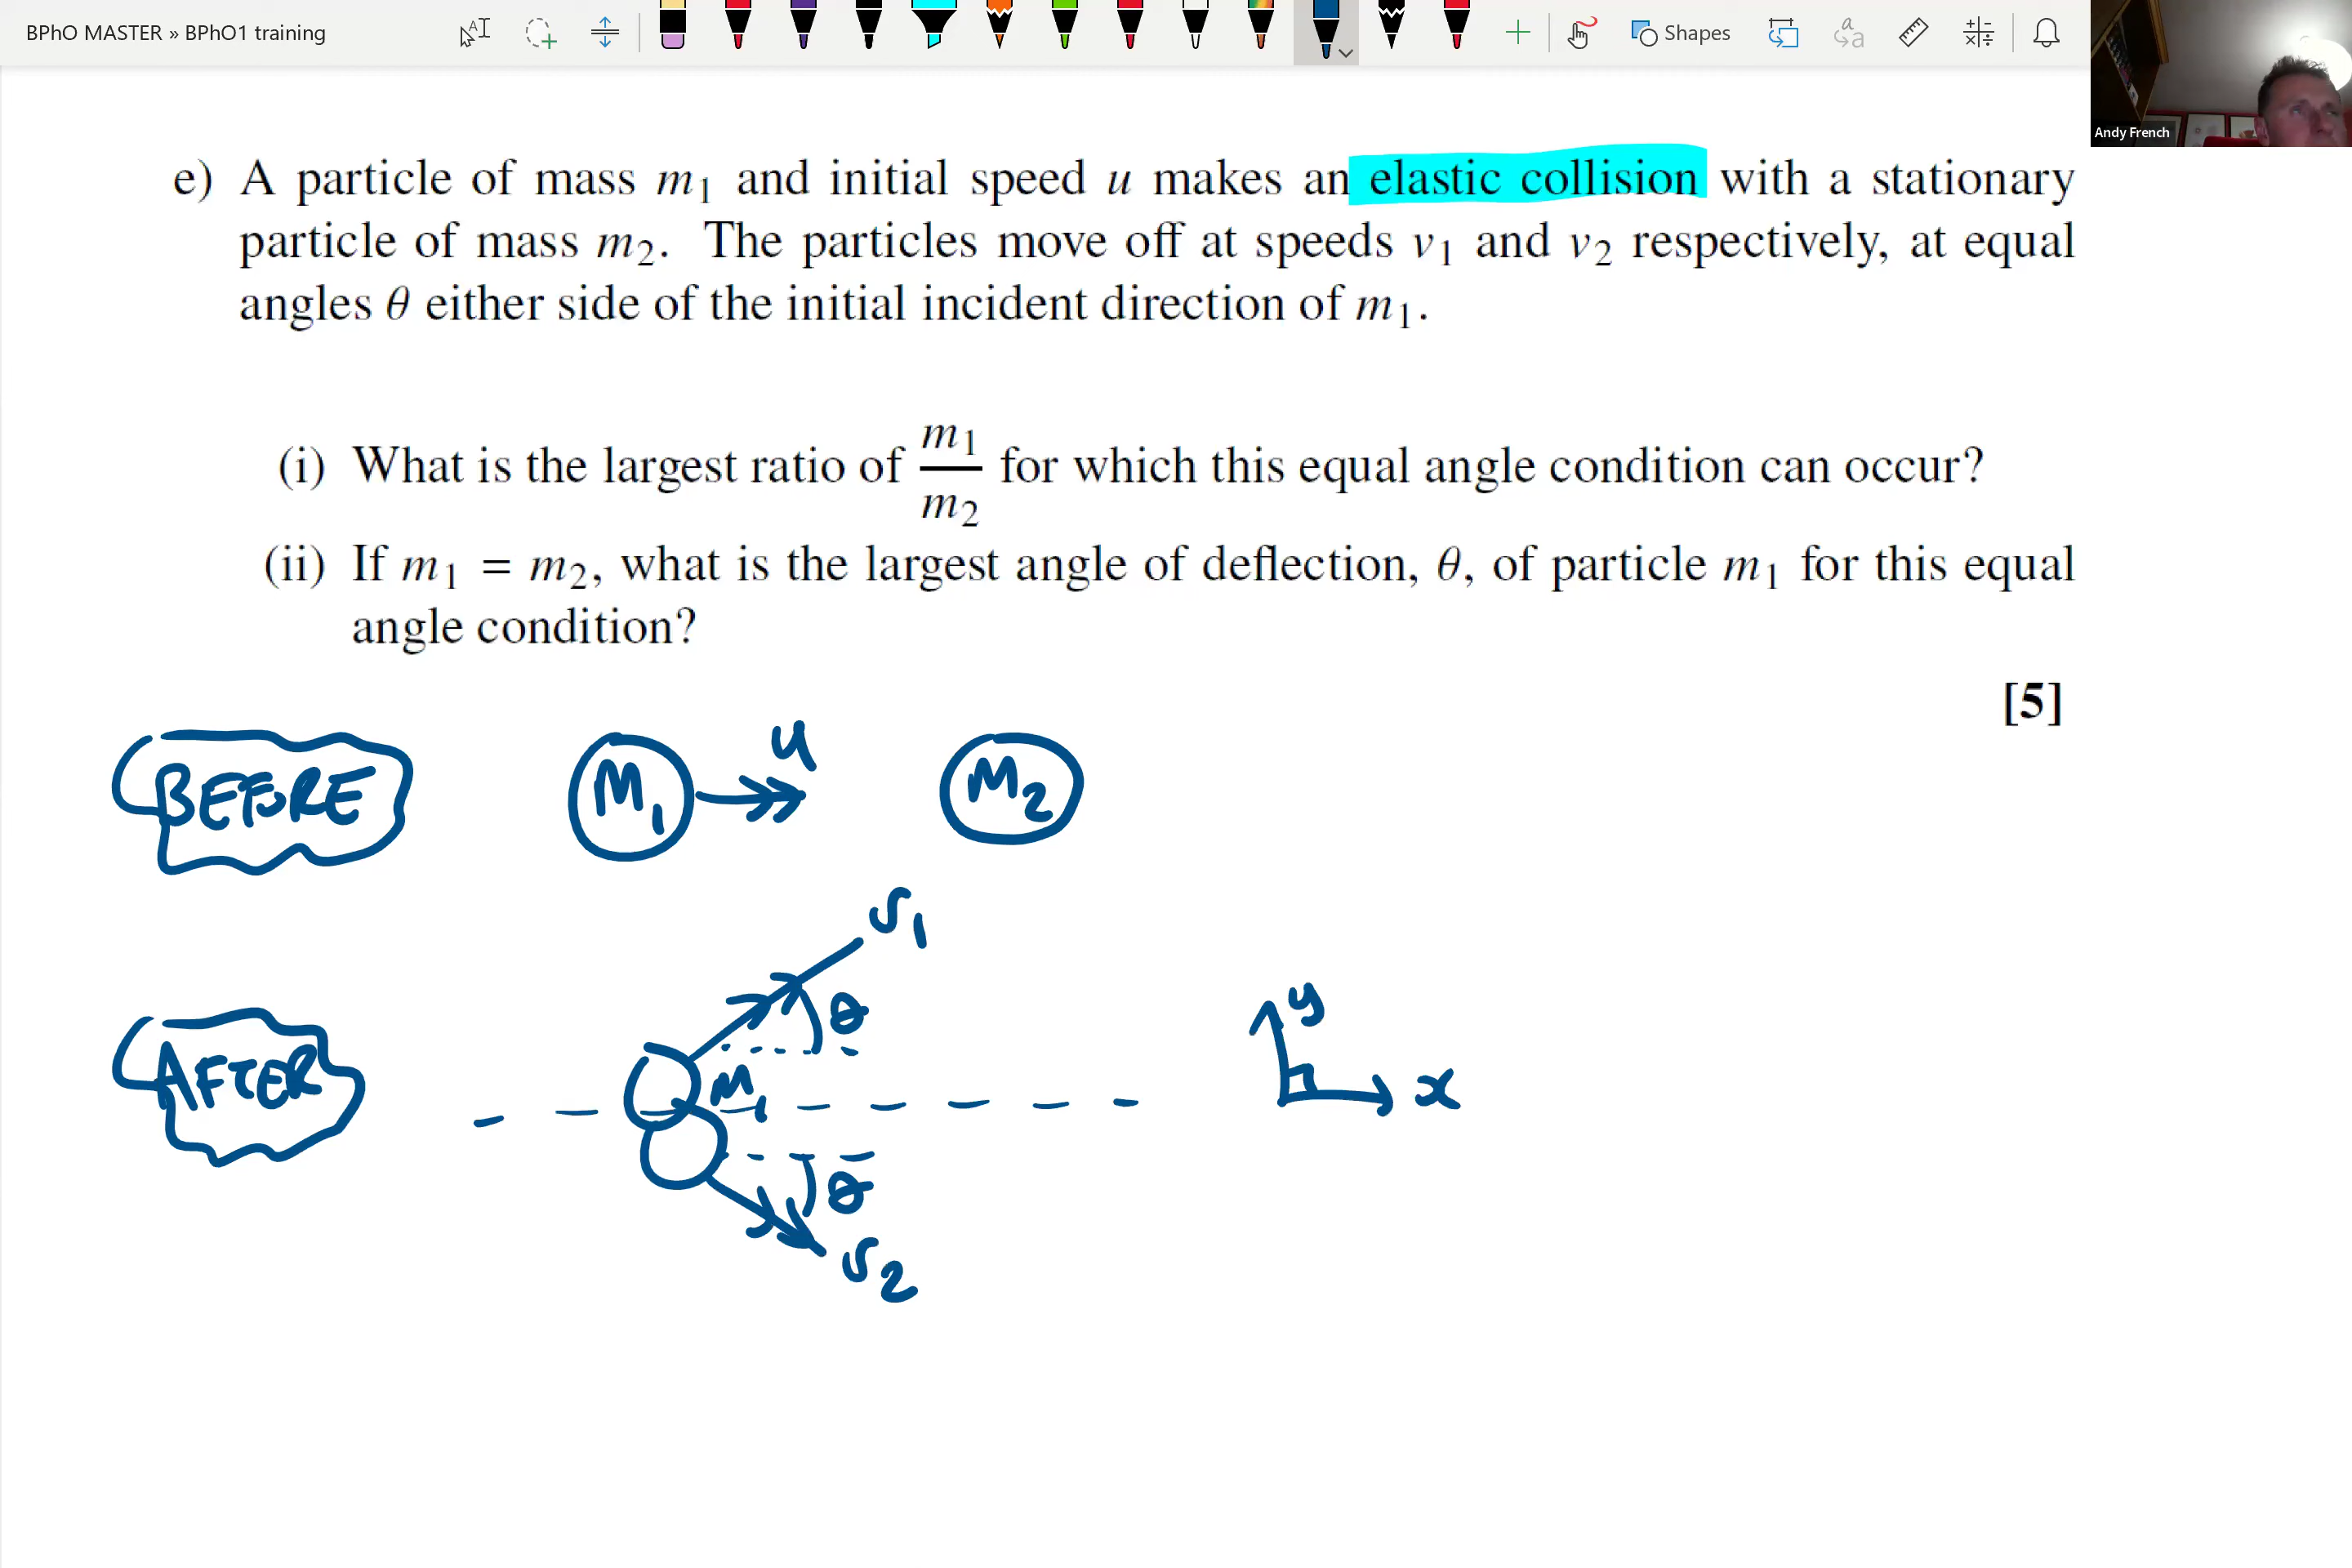 BPhO MASTER » BPhO1 training
Shapes
Andy French
e) A particle of mass m₁ and initial speed u makes an elastic collision with a stationary
particle of mass m₂. The particles move off at speeds v₁ and v₂ respectively, at equal
angles θ either side of the initial incident direction of m₁.
(i) What is the largest ratio of m₁/m₂ for which this equal angle condition can occur?
(ii) If m₁ = m₂, what is the largest angle of deflection, θ, of particle m₁ for this equal
angle condition?
[5]
BEFORE M₁ u M₂
v₁
θ
y
AFTER M₁ x
θ
v₂